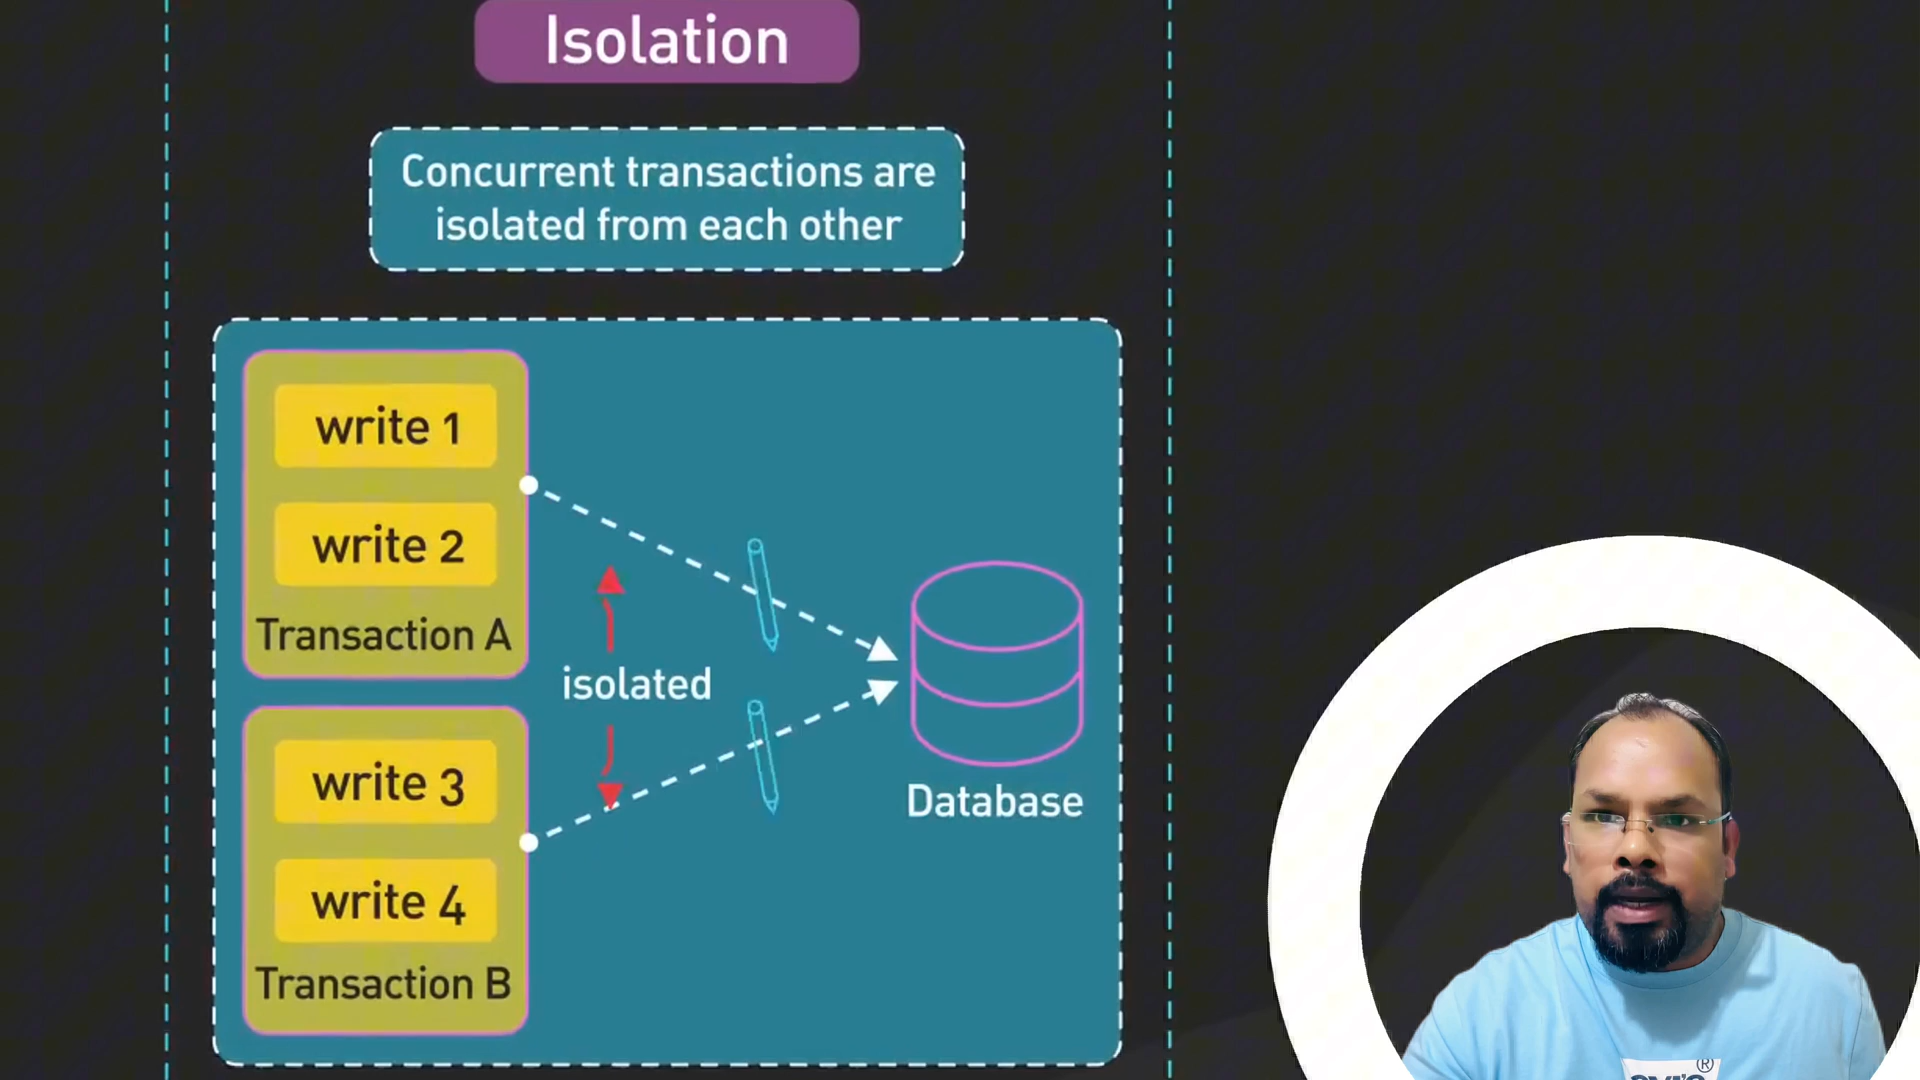 Isolation
Concurrent transactions are
isolated from each other
write 1
write 2
Transaction A
isolated
write 3
write 4
Transaction B
Database
®